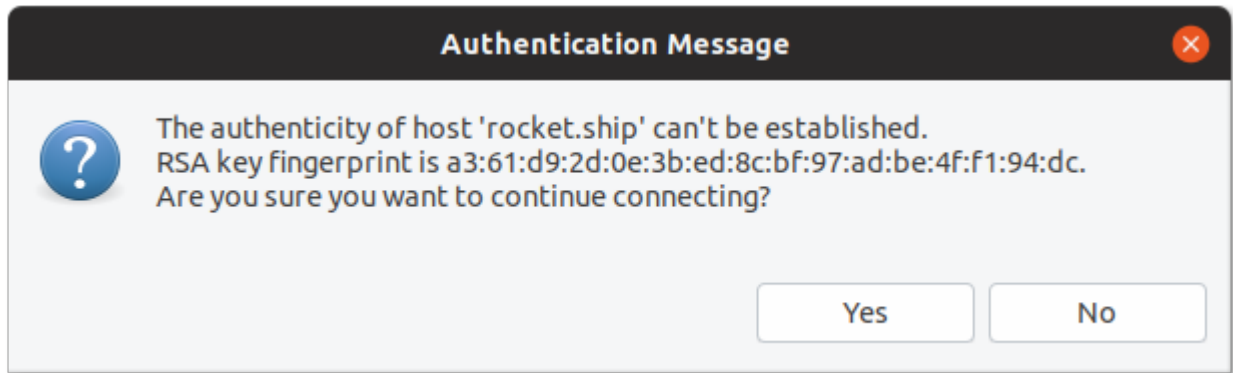 Authentication Message
The authenticity of host 'rocket.ship' can't be established.
RSA key fingerprint is a3:61:d9:2d:0e:3b:ed:8c:bf:97:ad:be:4f:f1:94:dc.
Are you sure you want to continue connecting?
Yes No